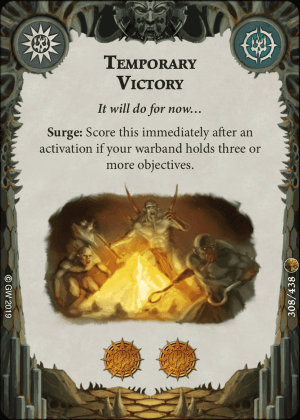 Temporary
Victory
It will do for now…
Surge: Score this immediately after an
activation if your warband holds three or
more objectives.
© GW 2019
308/438